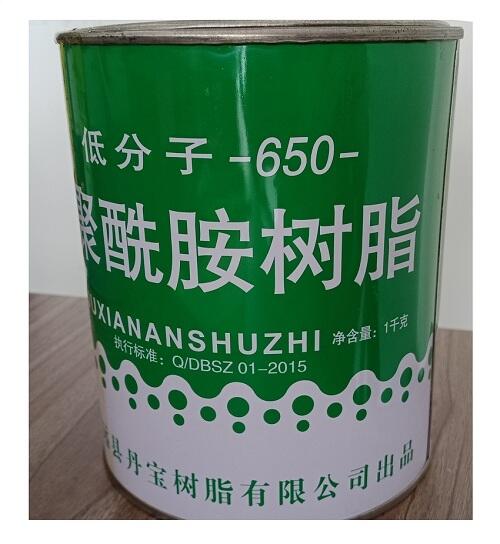 低分子-650-
聚酰胺树脂
UXIANANSHUZHI
净含量：1千克
执行标准：Q/DBSZ 01-2015
县丹宝树脂有限公司出品